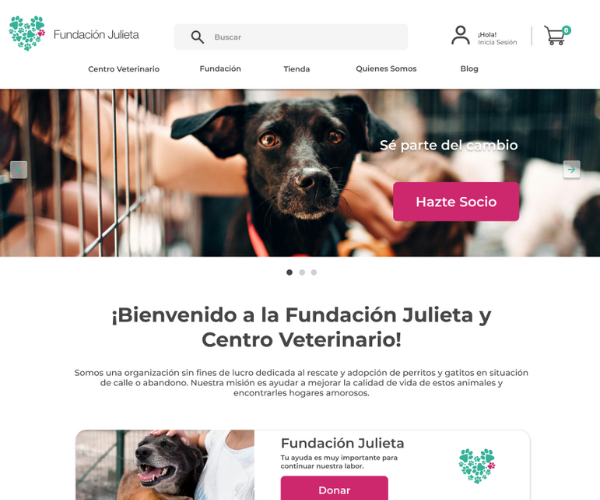 Fundación Julieta
Buscar
¡Hola!
Inicia Sesión
0
Centro Veterinario
Fundación
Tienda
Quienes Somos
Blog
Sé parte del cambio
Hazte Socio
¡Bienvenido a la Fundación Julieta y
Centro Veterinario!
Somos una organización sin fines de lucro dedicada al rescate y adopción de perritos y gatitos en situación
de calle o abandono. Nuestra misión es ayudar a mejorar la calidad de vida de estos animales y
encontrarles hogares amorosos.
Fundación Julieta
Tu ayuda es muy importante para
continuar nuestra labor.
Donar